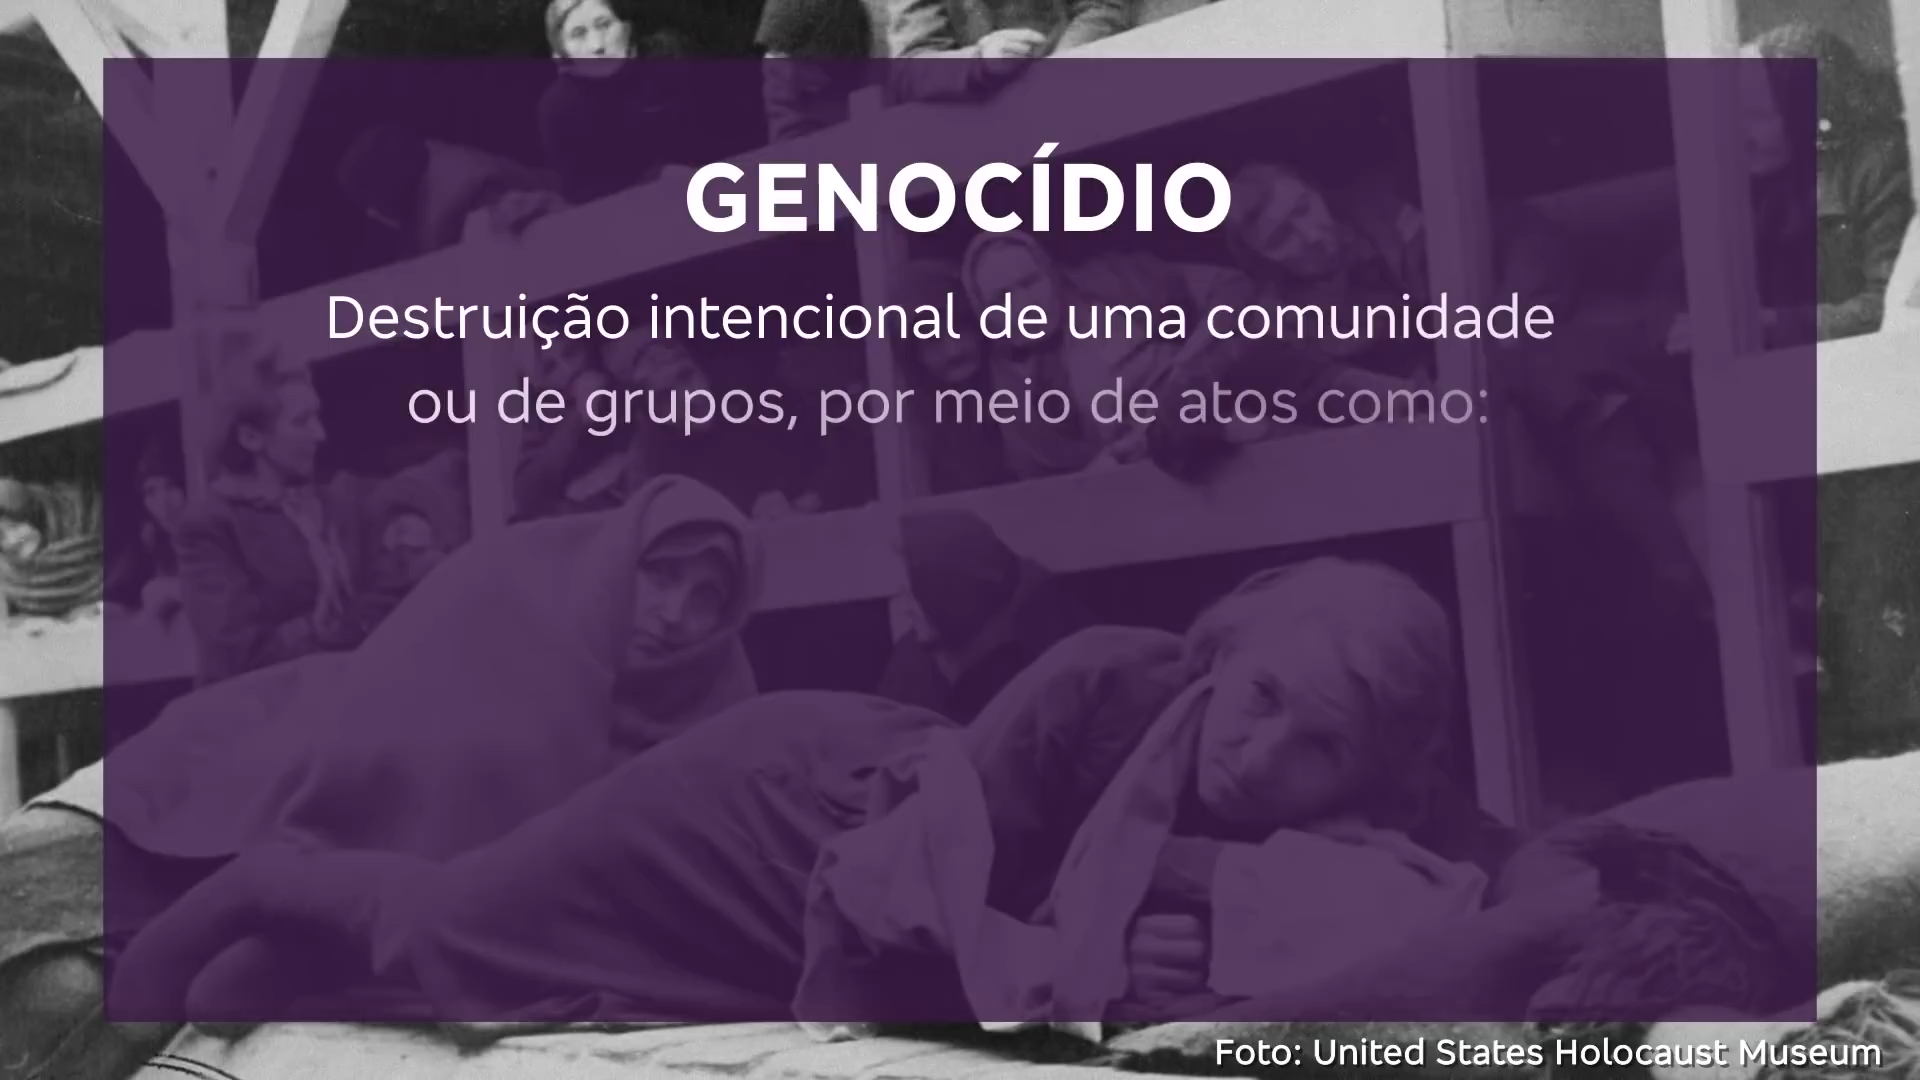 GENOCÍDIO
Destruição intencional de uma comunidade
ou de grupos, por meio de atos como:
Foto: United States Holocaust Museum